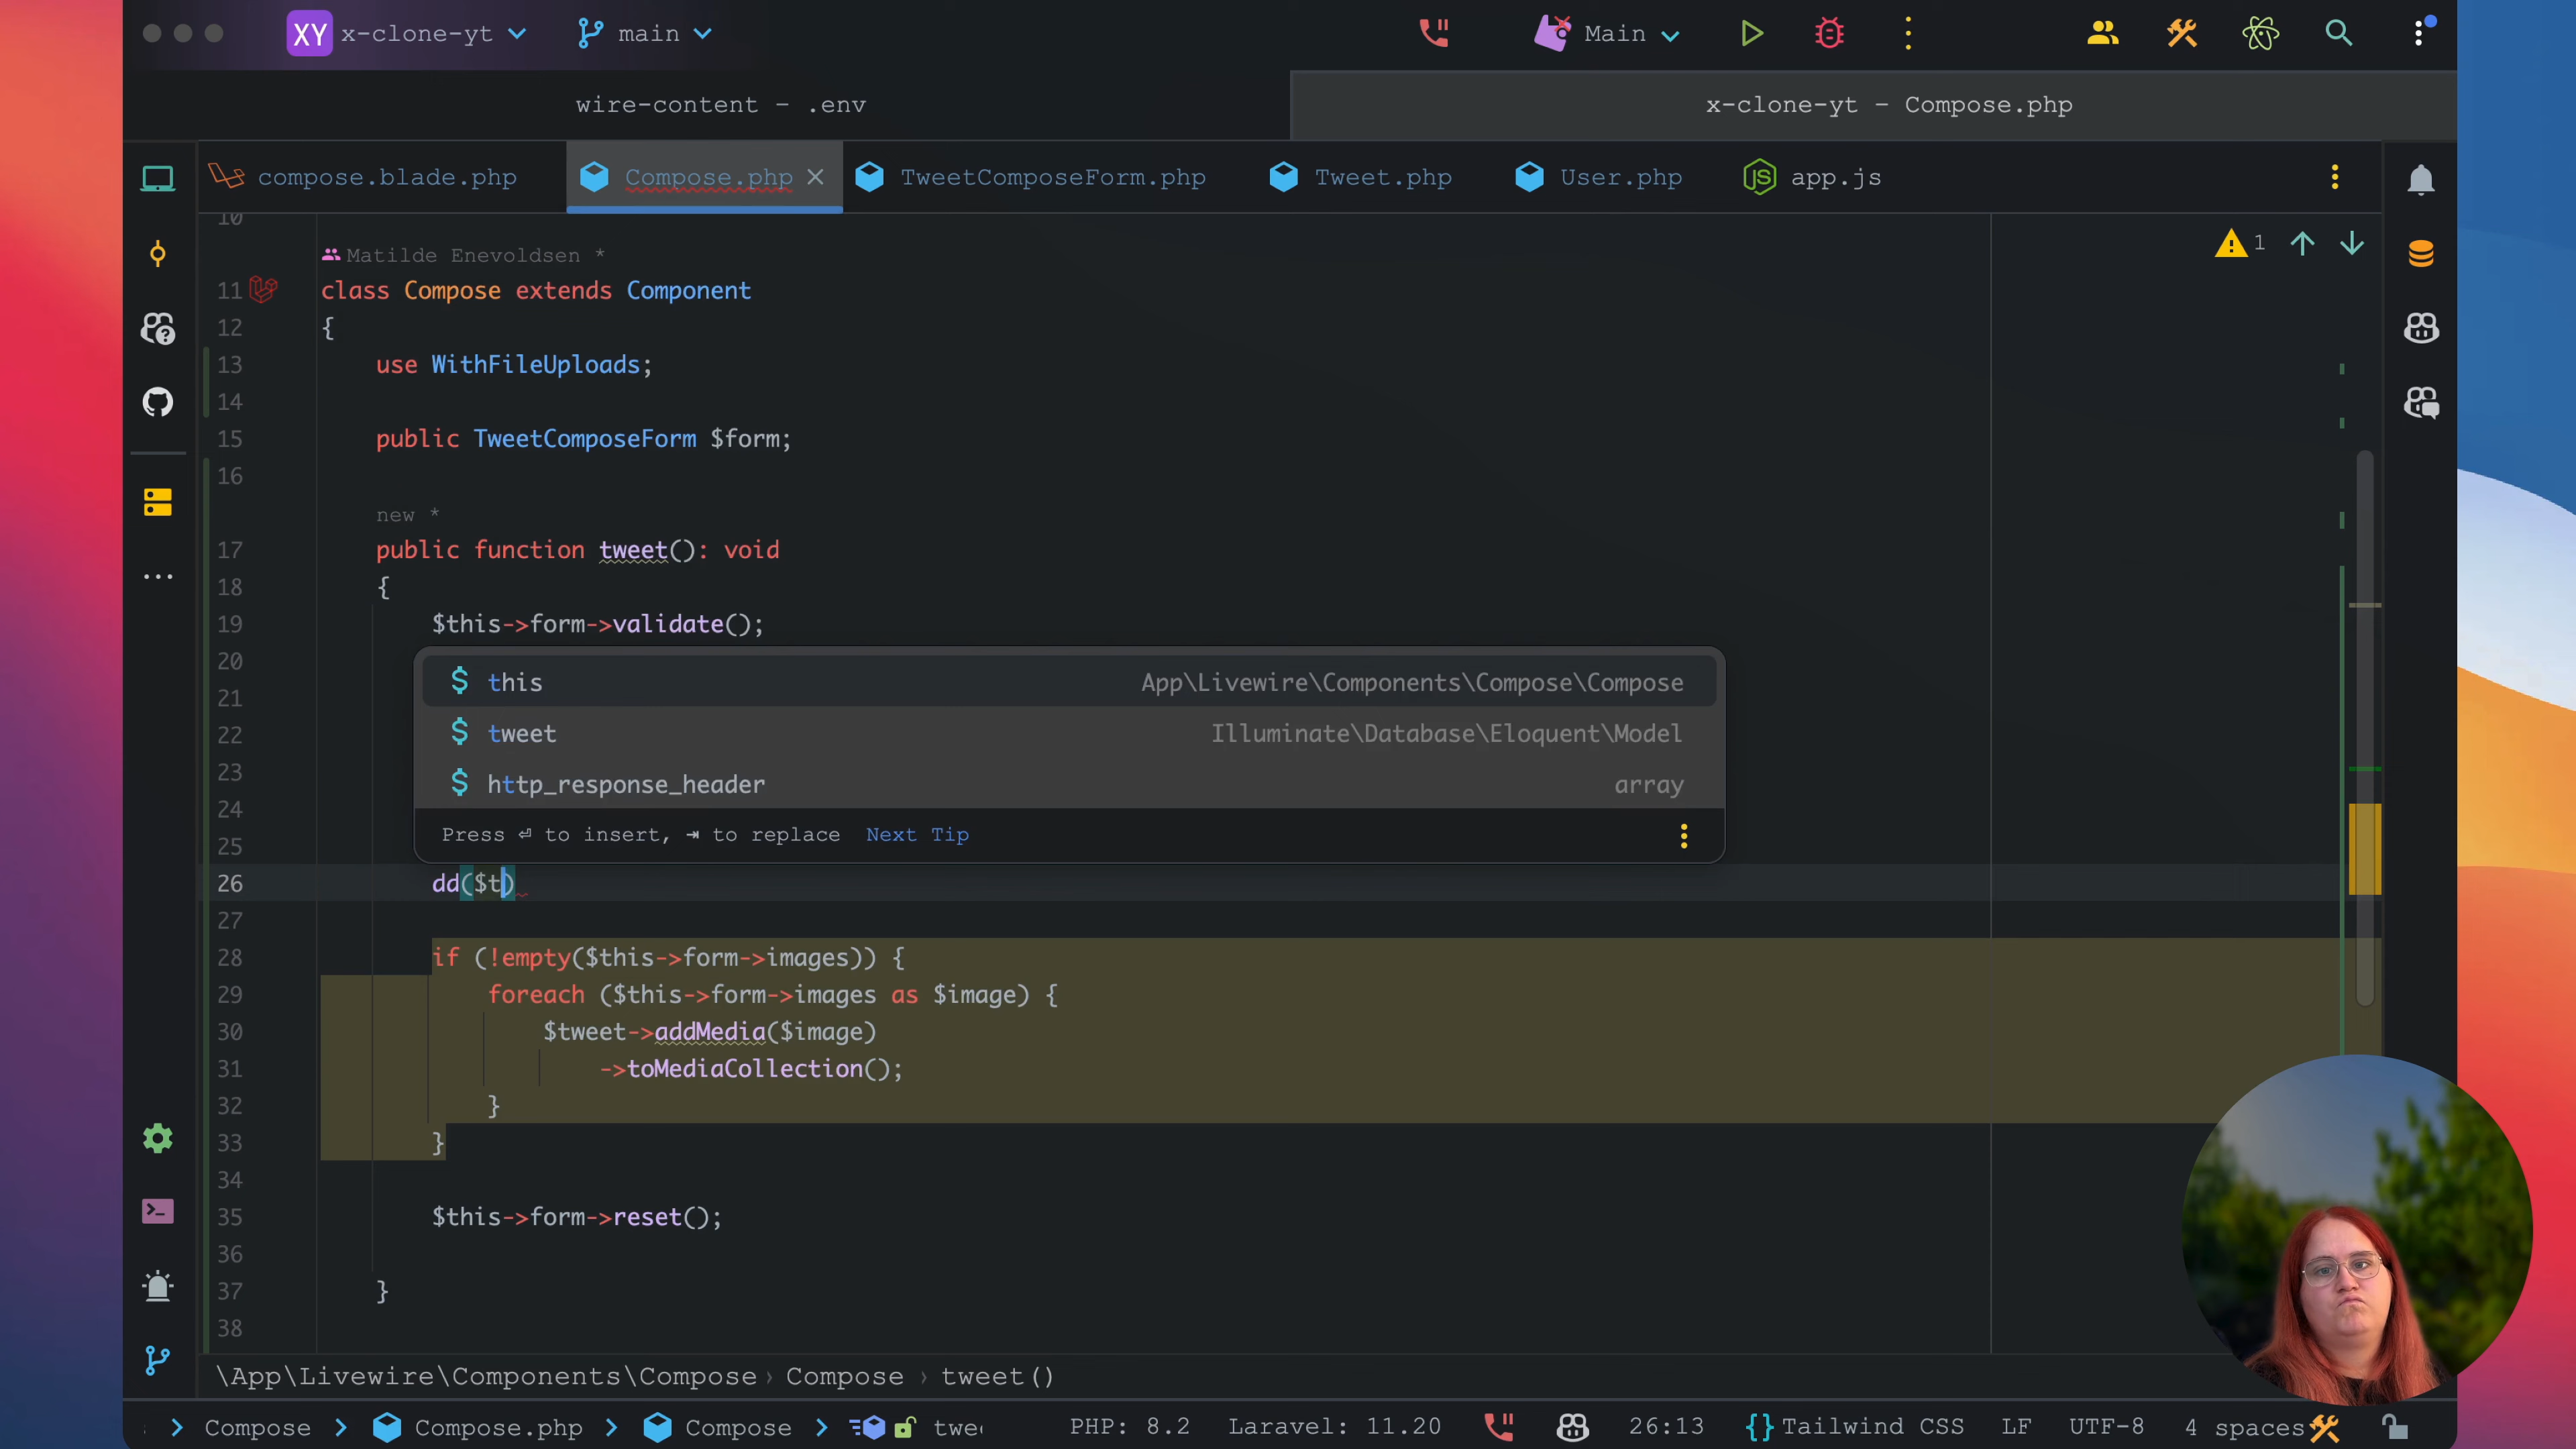 XY x-clone-yt main Main
wire-content – .env x-clone-yt – Compose.php
compose.blade.php Compose.php TweetComposeForm.php Tweet.php User.php app.js
10
Matilde Enevoldsen *
1
11 class Compose extends Component
12 {
13 use WithFileUploads;
14
15 public TweetComposeForm $form;
16
new *
17 public function tweet(): void
18 {
19 $this->form->validate();
20
$ this App\Livewire\Components\Compose\Compose
21
22 $ tweet Illuminate\Database\Eloquent\Model
23 $ http_response_header array
24
Press ⏎ to insert, ⇥ to replace Next Tip
25
26 dd($t)
27
28 if (!empty($this->form->images)) {
29 foreach ($this->form->images as $image) {
30 $tweet->addMedia($image)
31 ->toMediaCollection();
32 }
33 }
34
35 $this->form->reset();
36
37 }
38
\App\Livewire\Components\Compose › Compose › tweet()
Compose Compose.php Compose PHP: 8.2 Laravel: 11.20 26:13 {} Tailwind CSS LF UTF-8 4 spaces